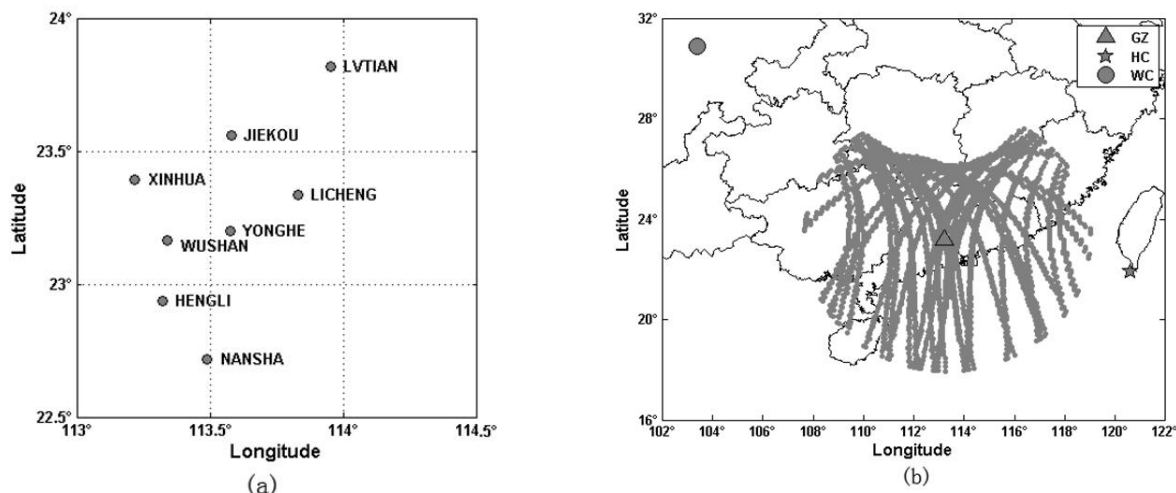 24°
23.5°
23°
22.5°
113°
113.5°
114°
114.5°
Latitude
Longitude
LVTIAN
JIEKOU
XINHUA
LICHENG
YONGHE
WUSHAN
HENGLI
NANSHA
(a)
32°
28°
24°
20°
16°
102°
104°
106°
108°
110°
112°
114°
116°
118°
120°
122°
Latitude
Longitude
GZ
HC
WC
(b)